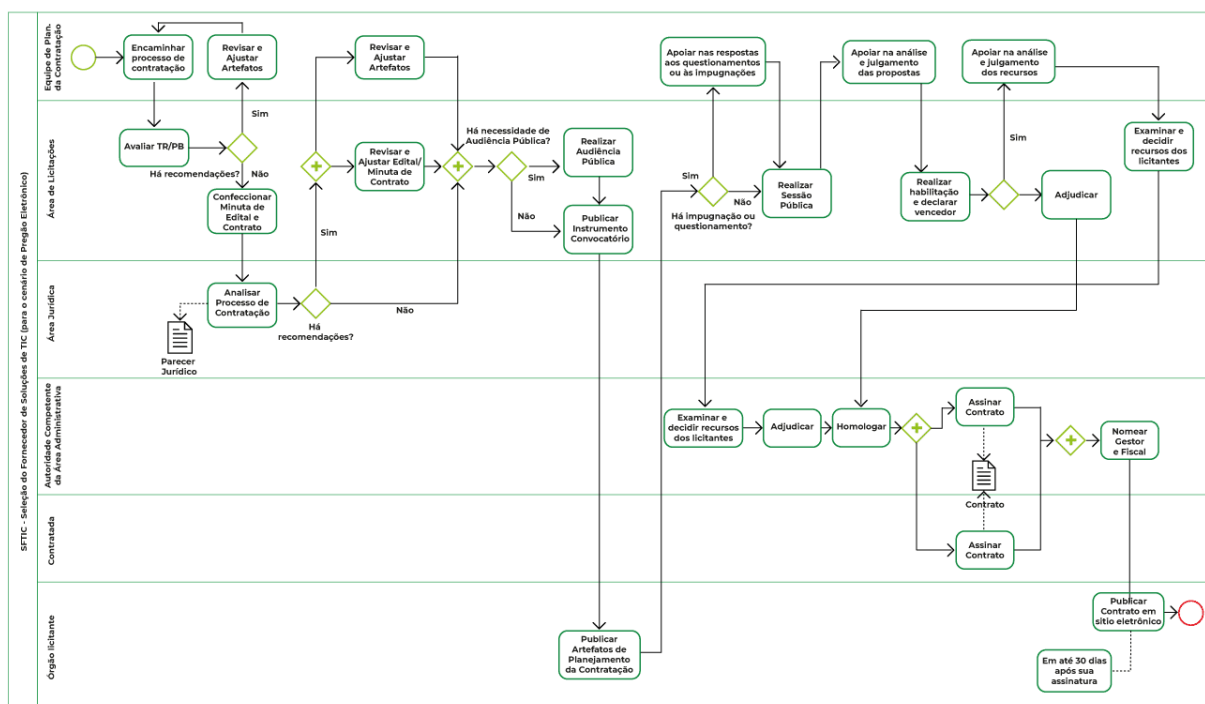 SFTIC - Seleção do Fornecedor de Soluções de TIC (para o cenário de Pregão Eletrônico)
Equipe de Plan.
da Contratação
Encaminhar
processo de
contratação
Revisar e
Ajustar
Artefatos
Sim
Revisar e
Ajustar
Artefatos
Apoiar nas respostas
aos questionamentos
ou às impugnações
Apoiar na análise
e julgamento
das propostas
Apoiar na análise
e julgamento
dos recursos
Área de Licitações
Avaliar TR/PB
Há recomendações?
Não
Confeccionar
Minuta de
Edital e
Contrato
Sim
Revisar e
Ajustar Edital/
Minuta de
Contrato
Há necessidade de
Audiência Pública?
Sim
Não
Realizar
Audiência
Pública
Publicar
Instrumento
Convocatório
Sim
Não
Há impugnação ou
questionamento?
Realizar
Sessão
Pública
Realizar
habilitação
e declarar
vencedor
Sim
Não
Adjudicar
Examinar e
decidir recursos
dos licitantes
Área Jurídica
Analisar
Processo de
Contratação
Parecer
Jurídico
Há
recomendações?
Não
Autoridade Competente
da Área Administrativa
Examinar e
decidir recursos
dos licitantes
Adjudicar
Homologar
Assinar
Contrato
Contrato
Nomear
Gestor
e Fiscal
Contratada
Assinar
Contrato
Órgão licitante
Publicar
Artefatos de
Planejamento
da Contratação
Publicar
Contrato em
sitio eletrônico
Em até 30 dias
após sua
assinatura